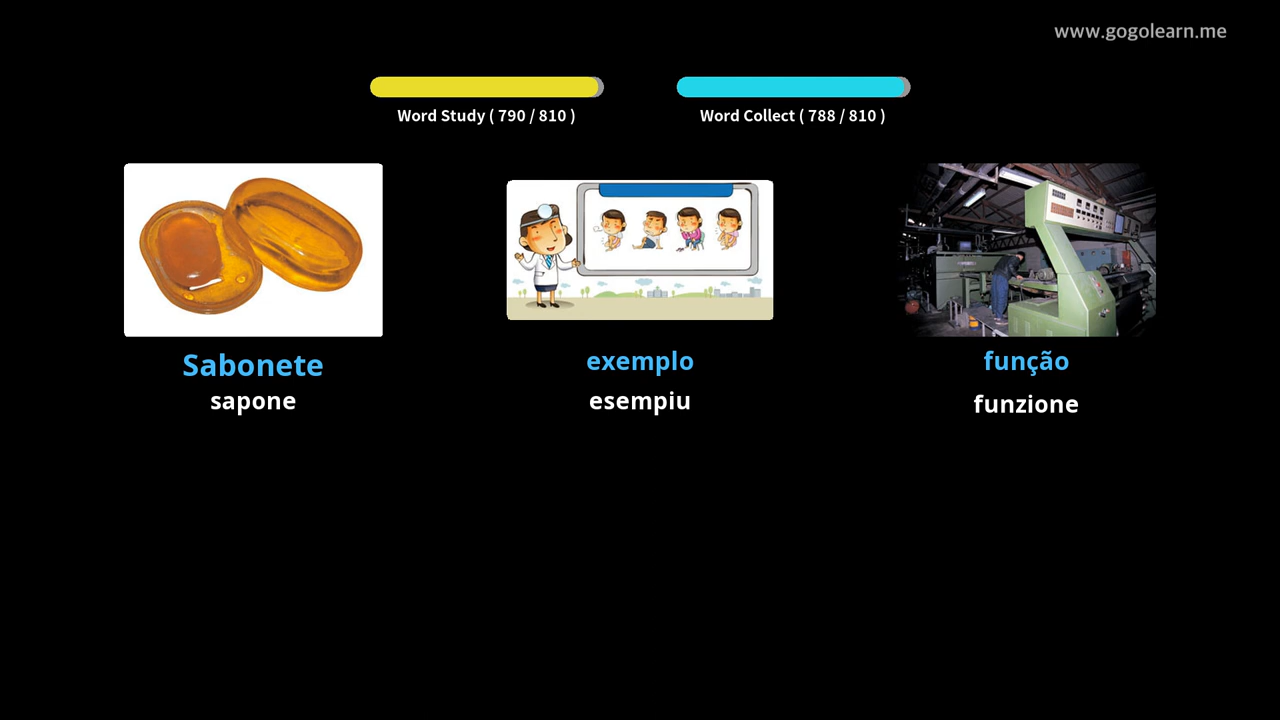 www.gogolearn.me
Word Study ( 790 / 810 )
Word Collect ( 788 / 810 )
Sabonete
sapone
exemplo
esempiu
função
funzione